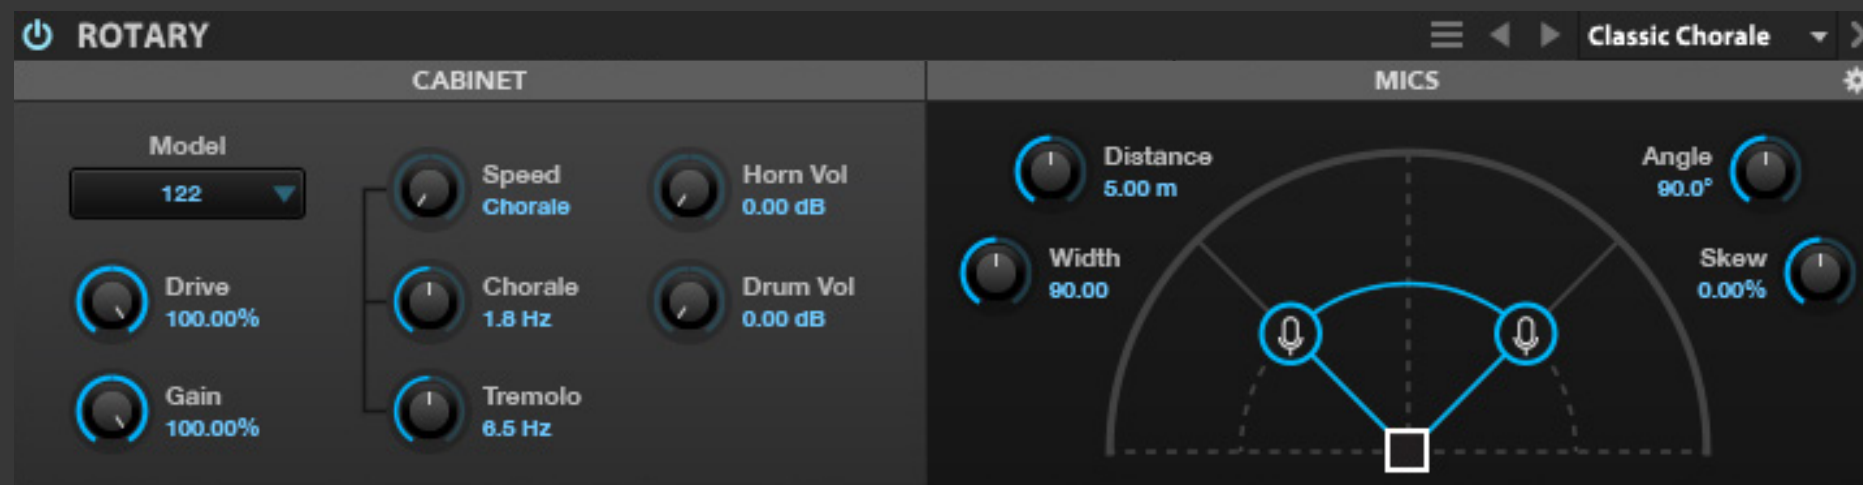 ROTARY
Classic Chorale
CABINET
MICS
Model
122
Drive
100.00%
Gain
100.00%
Speed
Chorale
Chorale
1.8 Hz
Tremolo
6.5 Hz
Horn Vol
0.00 dB
Drum Vol
0.00 dB
Distance
5.00 m
Width
90.00
Angle
90.0°
Skew
0.00%